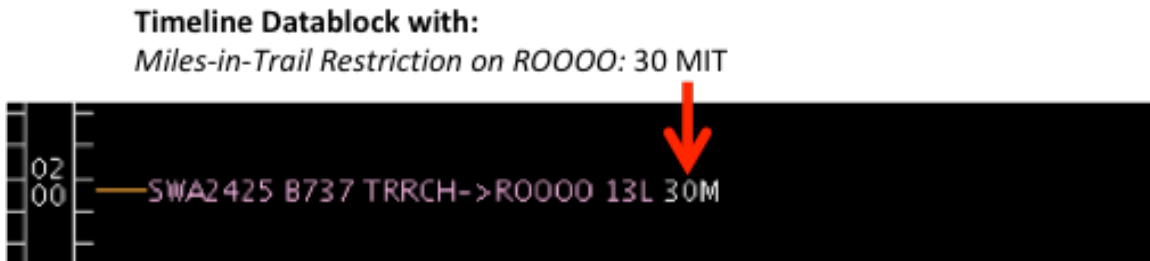 Timeline Datablock with:
Miles-in-Trail Restriction on ROOOO: 30 MIT
02
00
SWA2425 B737 TRRCH->ROOOO 13L 30M